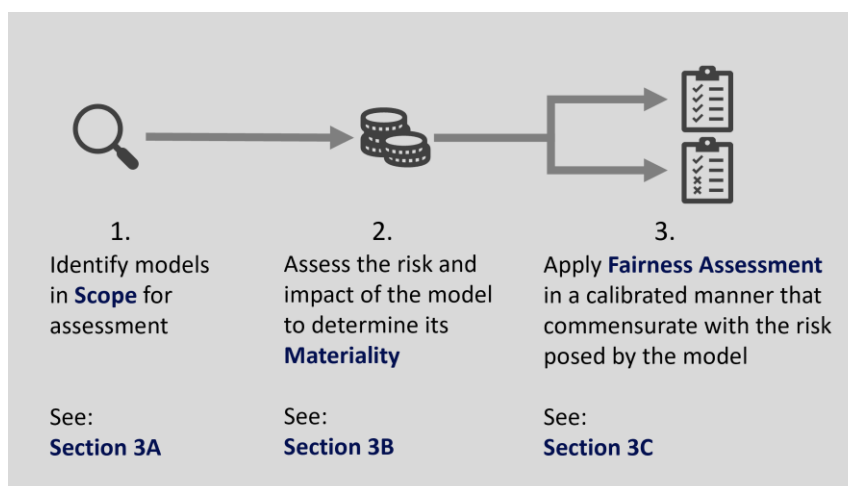 1.
Identify models
in Scope for
assessment
See:
Section 3A
2.
Assess the risk and
impact of the model
to determine its
Materiality
See:
Section 3B
3.
Apply Fairness Assessment
in a calibrated manner that
commensurate with the risk
posed by the model
See:
Section 3C